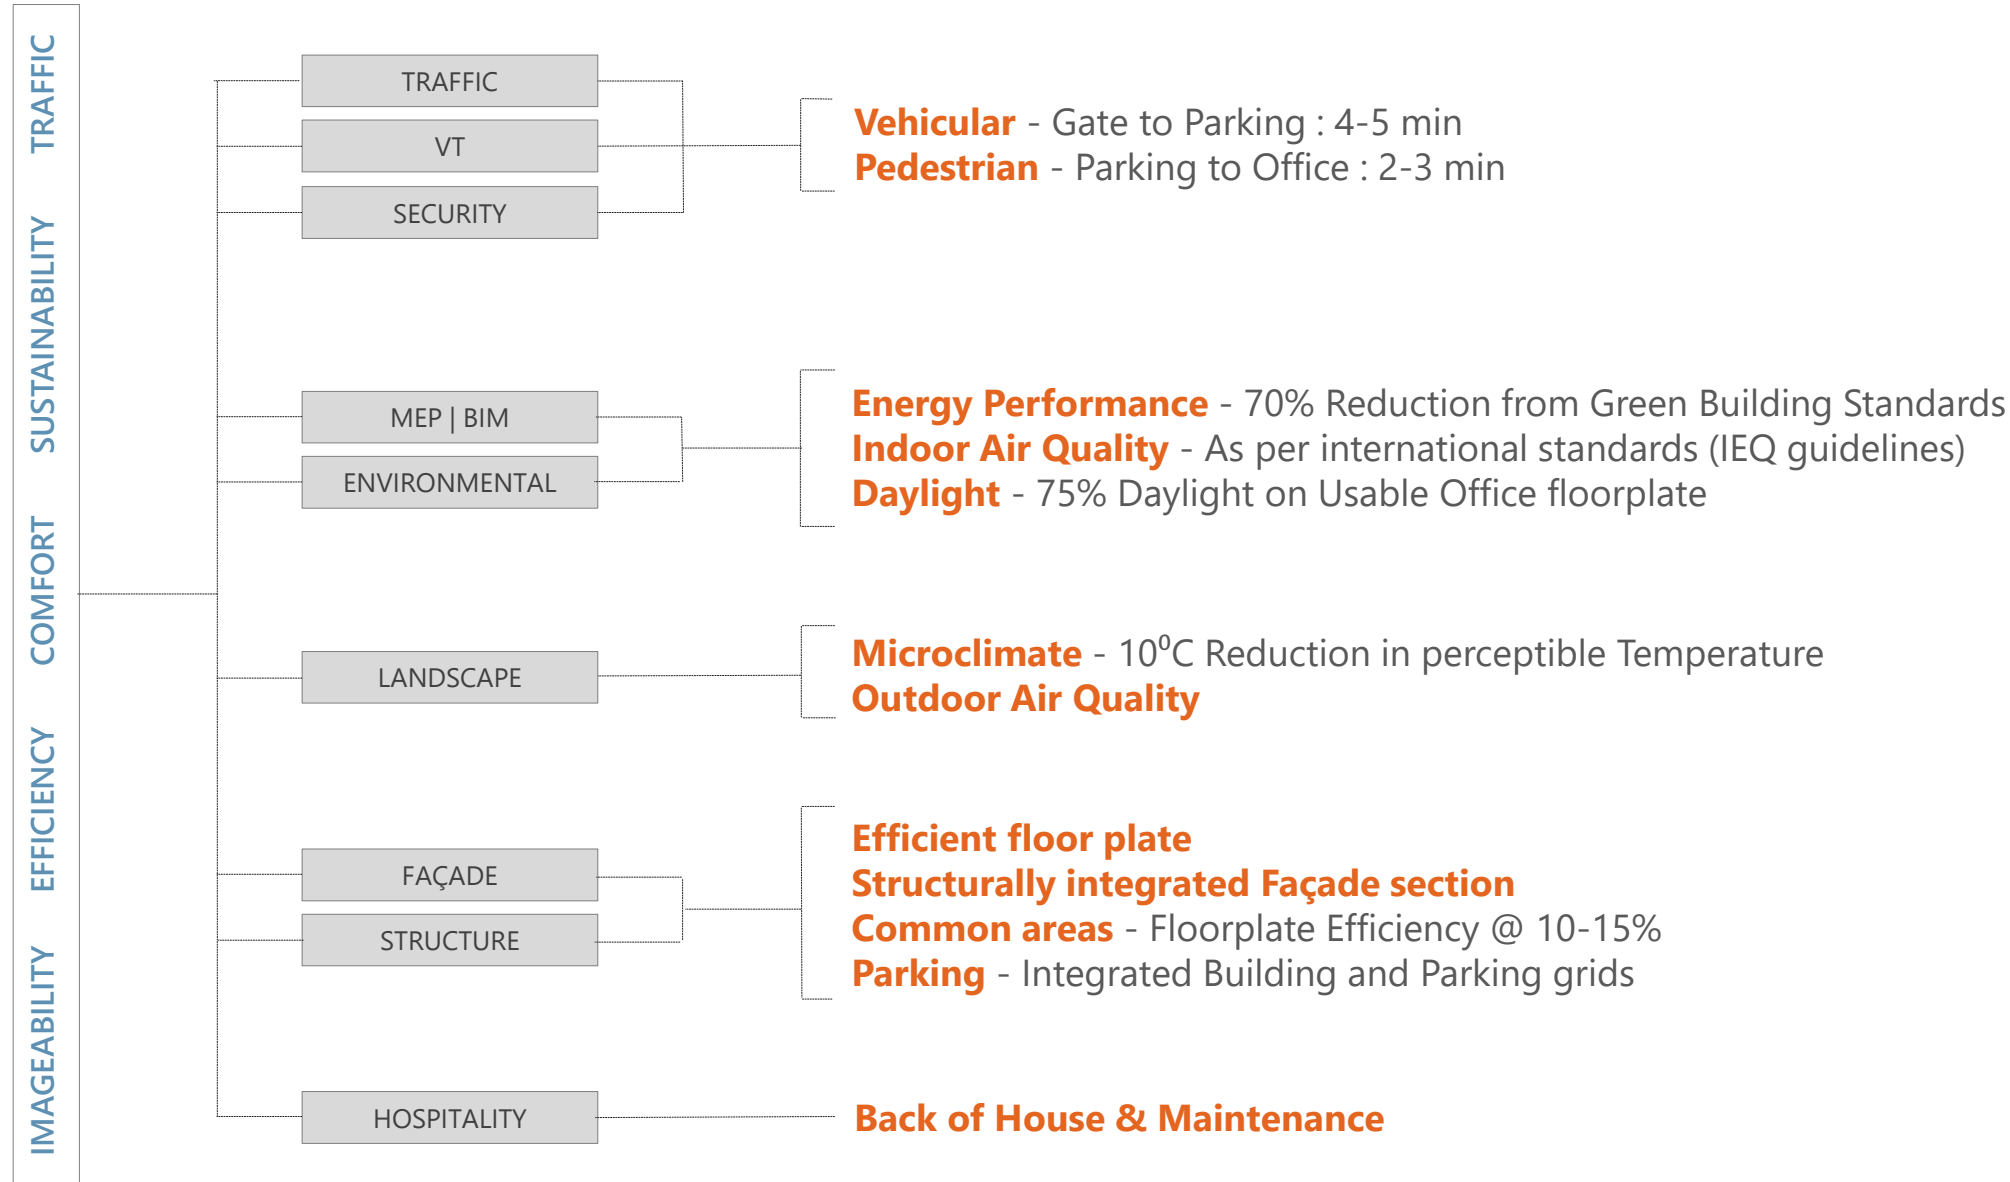 TRAFFIC
SUSTAINABILITY
COMFORT
EFFICIENCY
IMAGEABILITY
TRAFFIC
VT
SECURITY
Vehicular - Gate to Parking : 4-5 min
Pedestrian - Parking to Office : 2-3 min
MEP | BIM
ENVIRONMENTAL
Energy Performance - 70% Reduction from Green Building Standards
Indoor Air Quality - As per international standards (IEQ guidelines)
Daylight - 75% Daylight on Usable Office floorplate
LANDSCAPE
Microclimate - 10⁰C Reduction in perceptible Temperature
Outdoor Air Quality
FAÇADE
STRUCTURE
Efficient floor plate
Structurally integrated Façade section
Common areas - Floorplate Efficiency @ 10-15%
Parking - Integrated Building and Parking grids
HOSPITALITY
Back of House & Maintenance